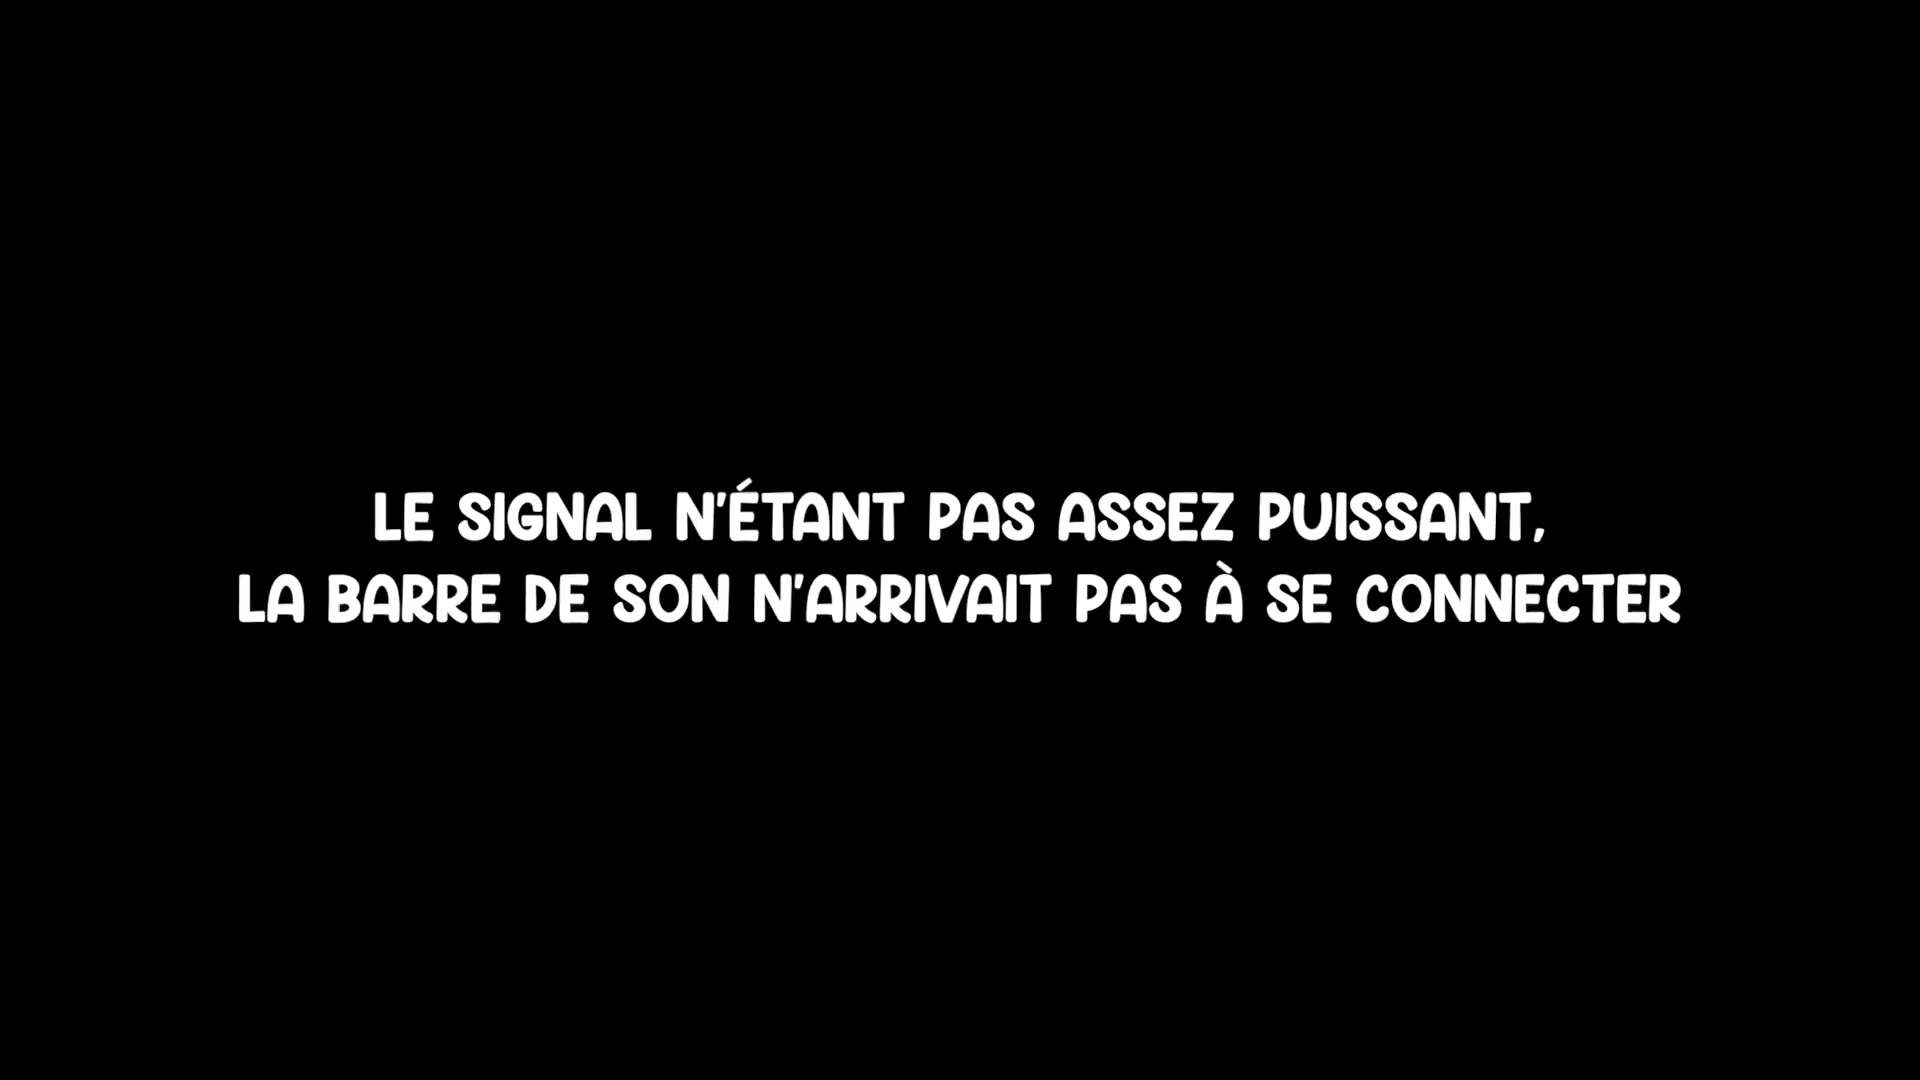 LE SIGNAL N'ÉTANT PAS ASSEZ PUISSANT,
LA BARRE DE SON N'ARRIVAIT PAS À SE CONNECTER